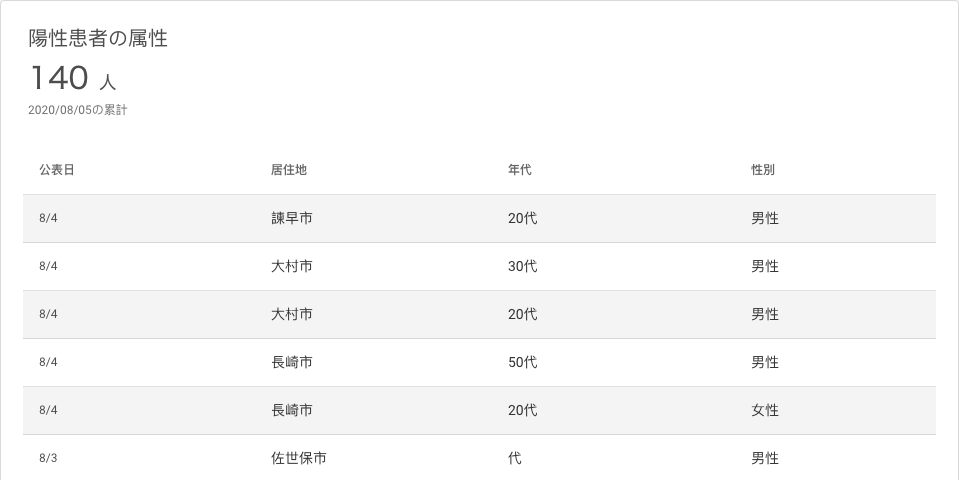 陽性患者の属性
140 人
2020/08/05の累計
公表日 居住地 年代 性別
8/4 諫早市 20代 男性
8/4 大村市 30代 男性
8/4 大村市 20代 男性
8/4 長崎市 50代 男性
8/4 長崎市 20代 女性
8/3 佐世保市 代 男性